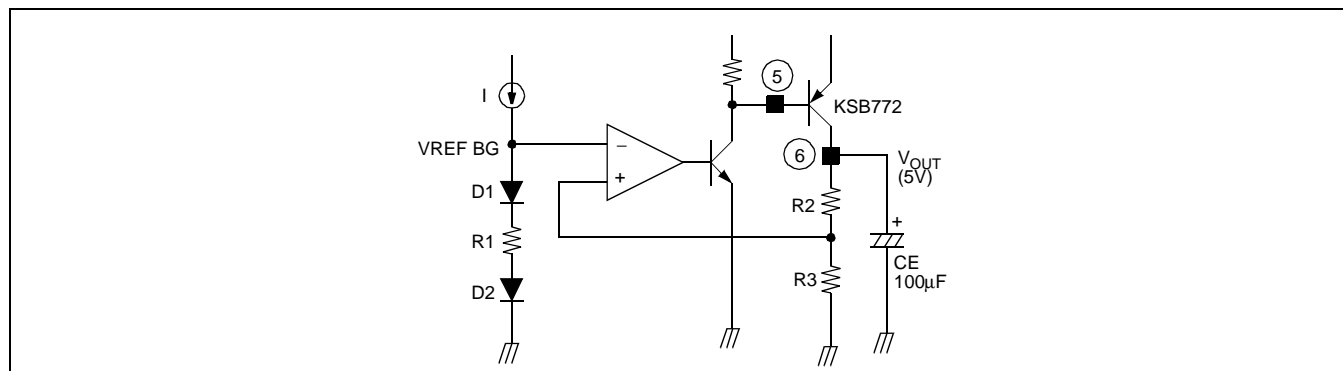 5
I
KSB772
VREF BG
−
6
V_OUT
(5V)
+
D1
R2
+
R1
CE
100μF
R3
D2